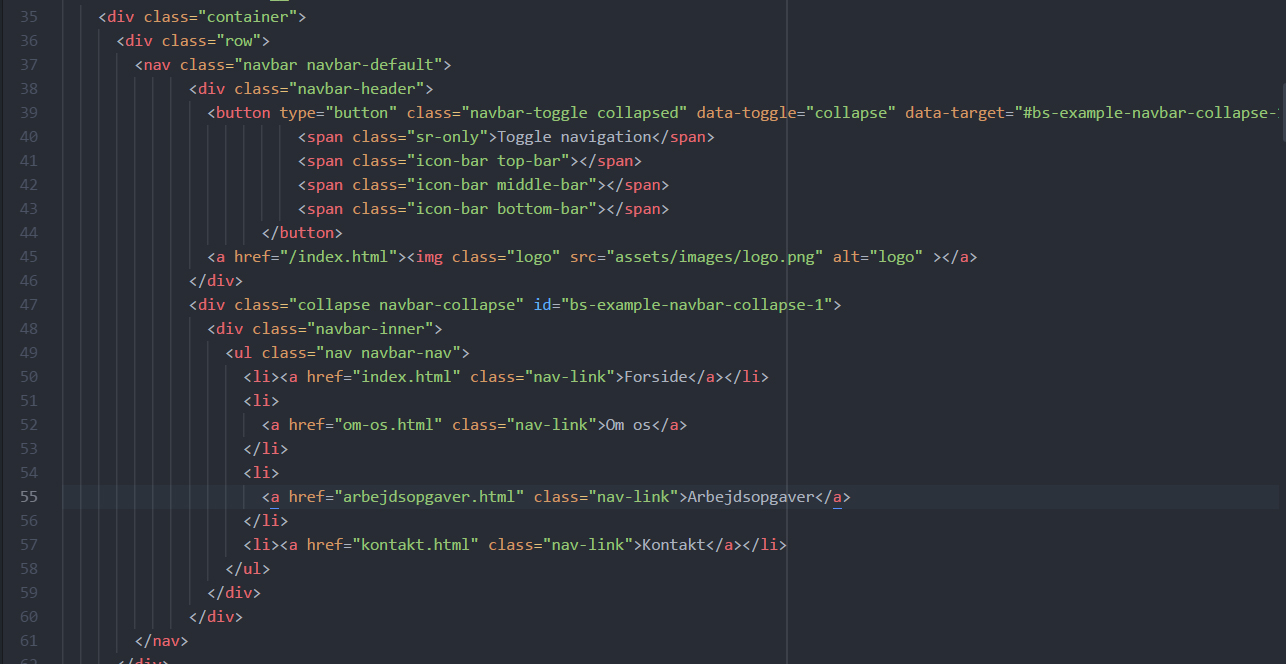 35 <div class="container">
36 <div class="row">
37 <nav class="navbar navbar-default">
38 <div class="navbar-header">
39 <button type="button" class="navbar-toggle collapsed" data-toggle="collapse" data-target="#bs-example-navbar-collapse-
40 <span class="sr-only">Toggle navigation</span>
41 <span class="icon-bar top-bar"></span>
42 <span class="icon-bar middle-bar"></span>
43 <span class="icon-bar bottom-bar"></span>
44 </button>
45 <a href="/index.html"><img class="logo" src="assets/images/logo.png" alt="logo" ></a>
46 </div>
47 <div class="collapse navbar-collapse" id="bs-example-navbar-collapse-1">
48 <div class="navbar-inner">
49 <ul class="nav navbar-nav">
50 <li><a href="index.html" class="nav-link">Forside</a></li>
51 <li>
52 <a href="om-os.html" class="nav-link">Om os</a>
53 </li>
54 <li>
55 <a href="arbejdsopgaver.html" class="nav-link">Arbejdsopgaver</a>
56 </li>
57 <li><a href="kontakt.html" class="nav-link">Kontakt</a></li>
58 </ul>
59 </div>
60 </div>
61 </nav>
62 </div>